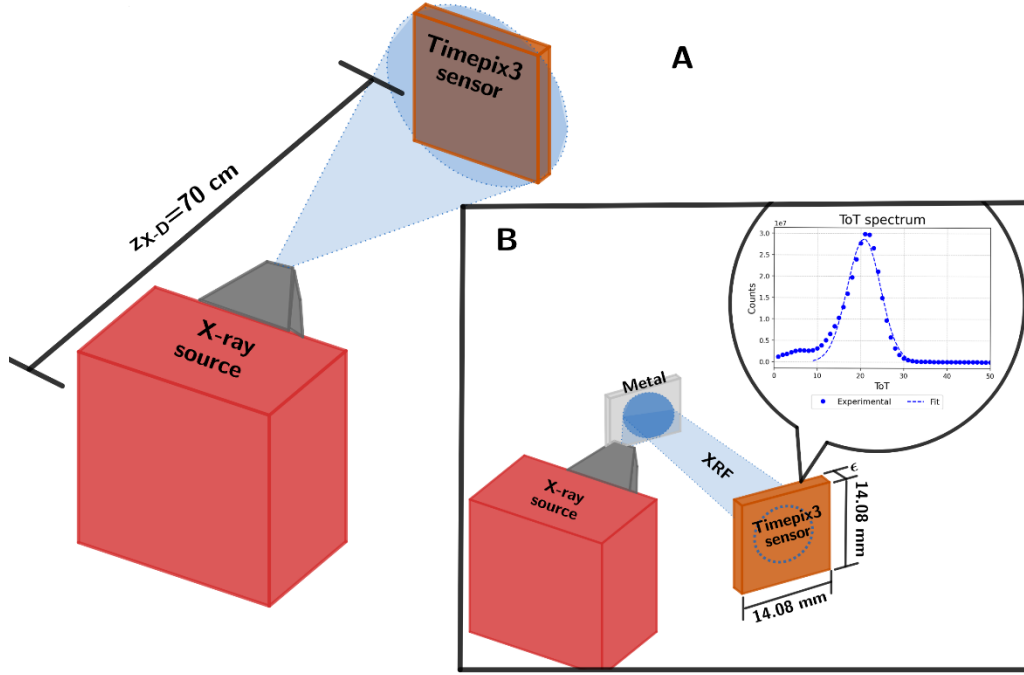 A
Timepix3
sensor
zX-D=70 cm
X-ray
source
B
ToT spectrum
1e7
3.0
2.5
2.0
1.5
1.0
0.5
0.0
Counts
0 10 20 30 40 50
ToT
Experimental Fit
Metal
XRF
X-ray
source
Timepix3
sensor
ϵ
14.08 mm
14.08 mm